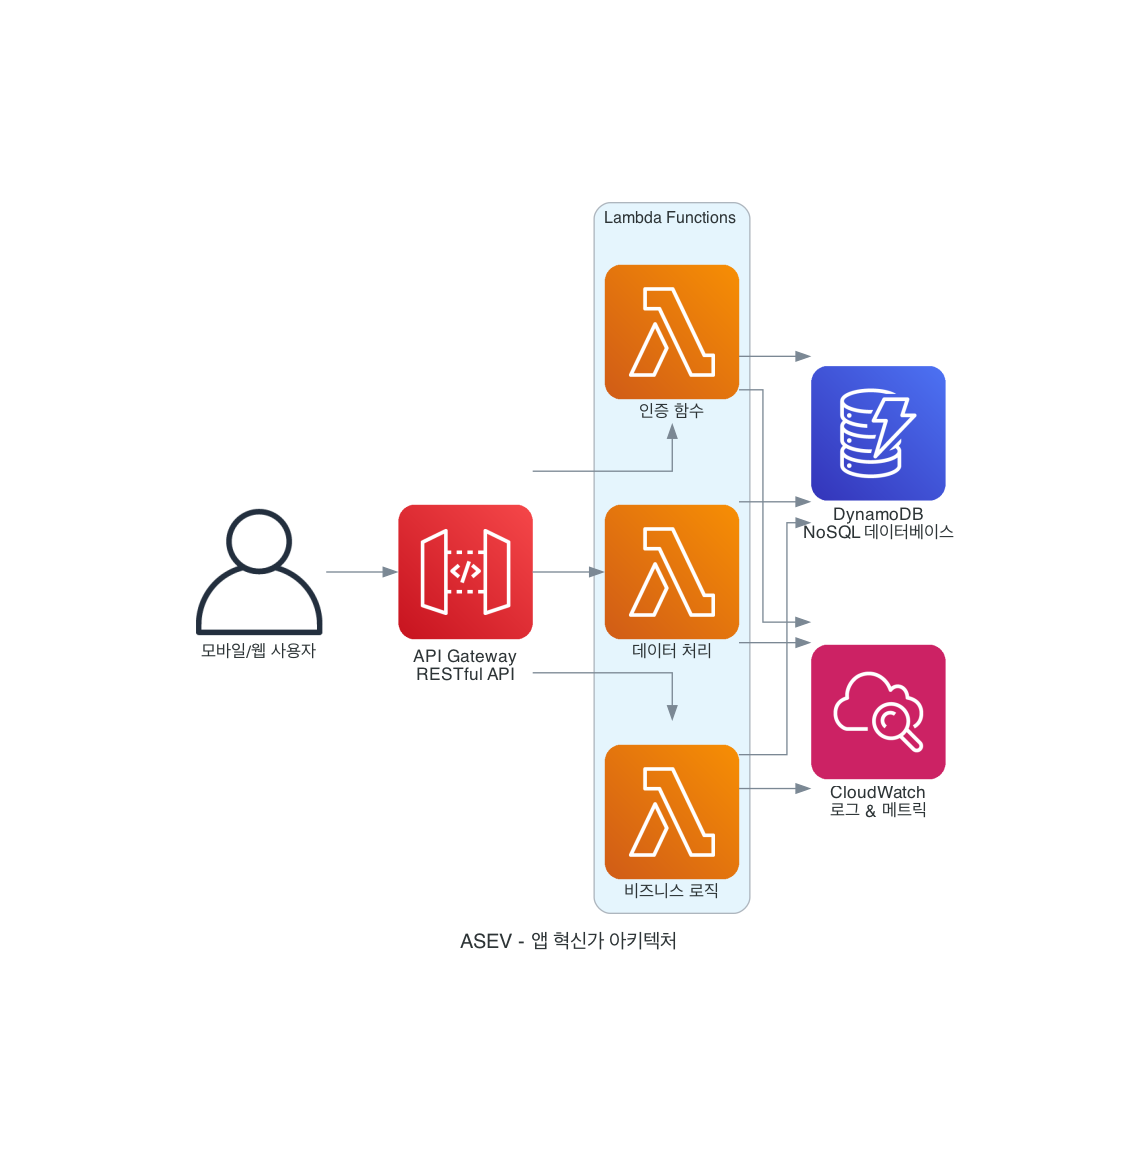 Lambda Functions
인증 함수
데이터 처리
비즈니스 로직
모바일/웹 사용자
API Gateway
RESTful API
DynamoDB
NoSQL 데이터베이스
CloudWatch
로그 & 메트릭
ASEV - 앱 혁신가 아키텍처